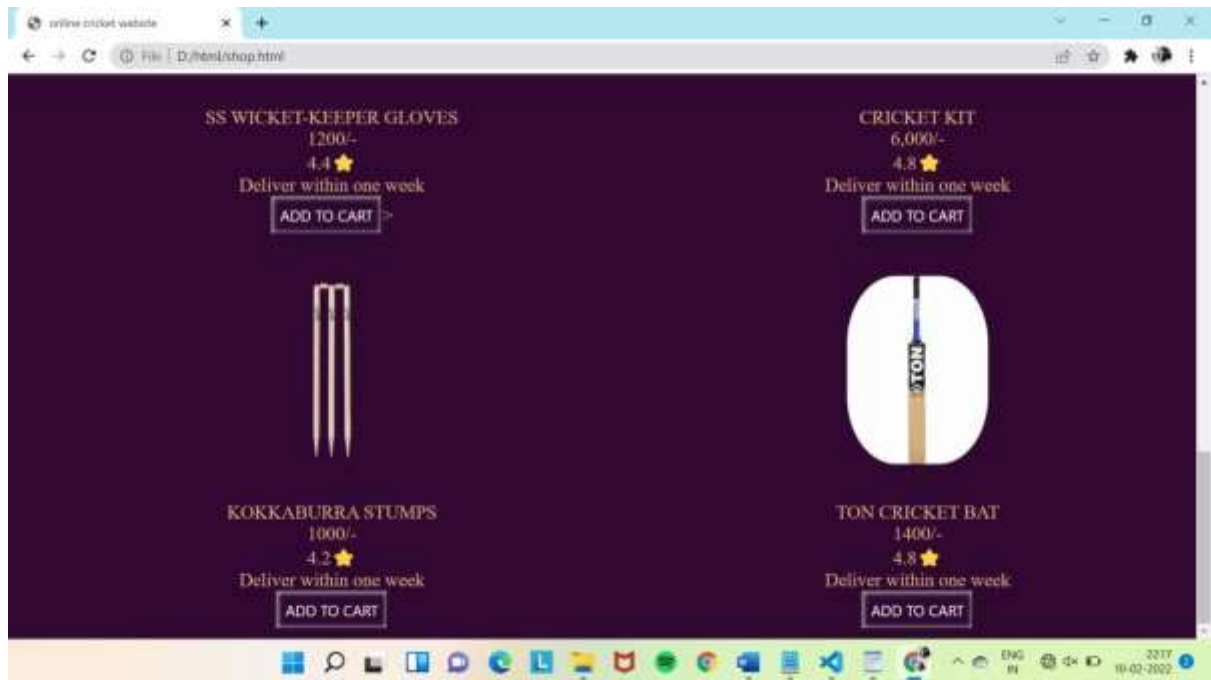 online cricket website
File D:/html/shop.html
SS WICKET-KEEPER GLOVES
1200/-
4.4
Deliver within one week
ADD TO CART >
CRICKET KIT
6,000/-
4.8
Deliver within one week
ADD TO CART
TON
KOKKABURRA STUMPS
1000/-
4.2
Deliver within one week
ADD TO CART
TON CRICKET BAT
1400/-
4.8
Deliver within one week
ADD TO CART
ENG
IN
22:17
19-02-2022